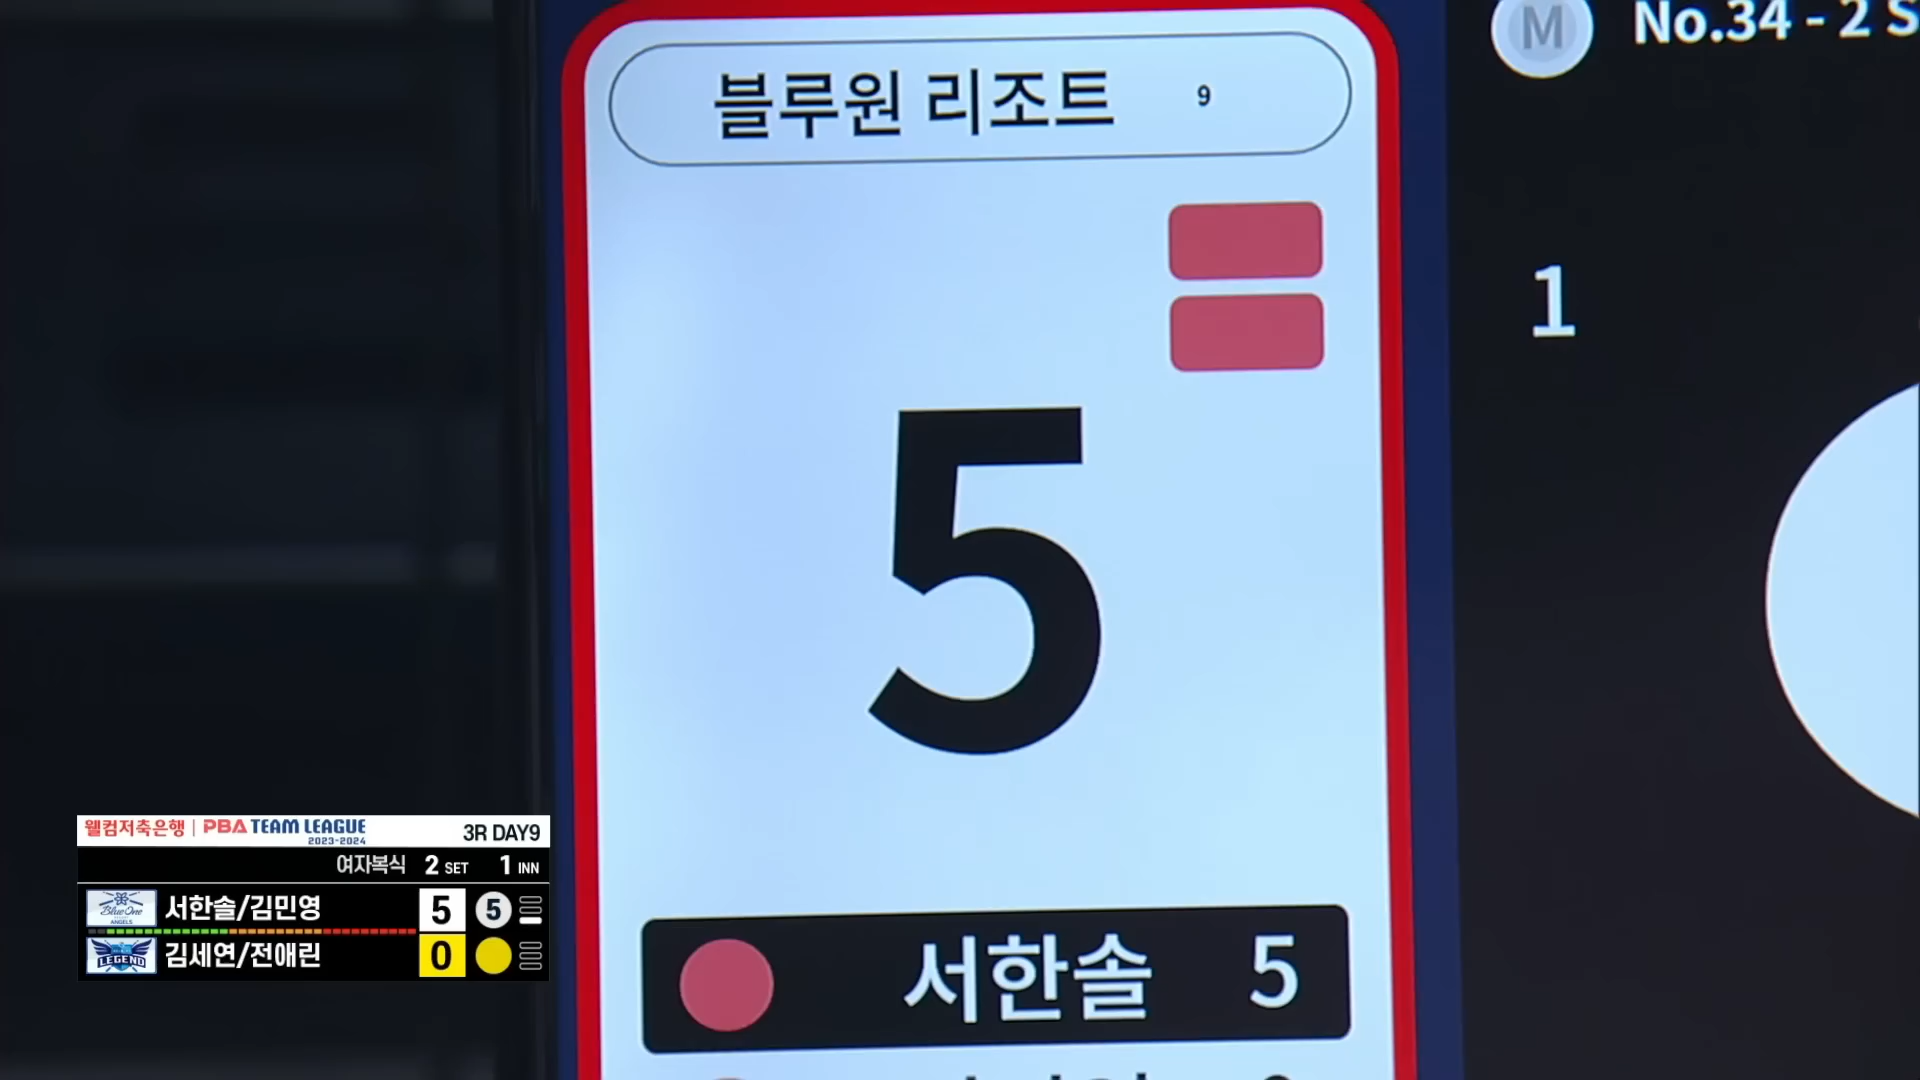 블루원 리조트 9
M No.34 - 2 S
1
5
서한솔 5
웰컴저축은행 | PBA TEAM LEAGUE
2023-2024
3R DAY9
여자복식 2 SET 1 INN
BlueOne
ANGELS
서한솔/김민영 5 5
LEGEND
김세연/전애린 0